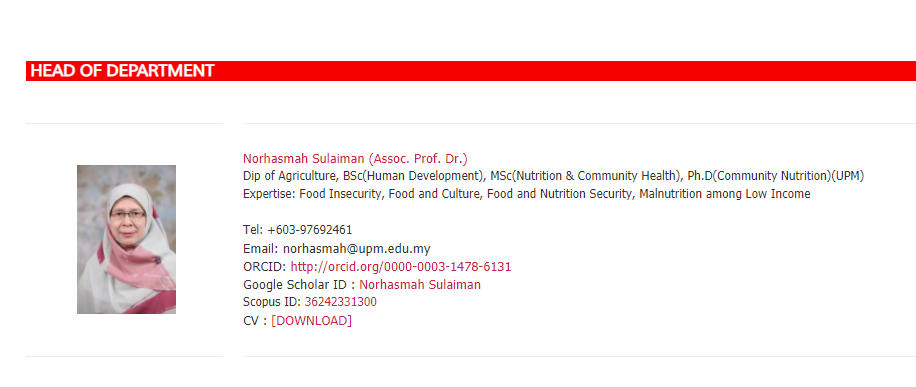 HEAD OF DEPARTMENT
Norhasmah Sulaiman (Assoc. Prof. Dr.)
Dip of Agriculture, BSc(Human Development), MSc(Nutrition & Community Health), Ph.D(Community Nutrition)(UPM)
Expertise: Food Insecurity, Food and Culture, Food and Nutrition Security, Malnutrition among Low Income
Tel: +603-97692461
Email: norhasmah@upm.edu.my
ORCID: http://orcid.org/0000-0003-1478-6131
Google Scholar ID : Norhasmah Sulaiman
Scopus ID: 36242331300
CV : [DOWNLOAD]